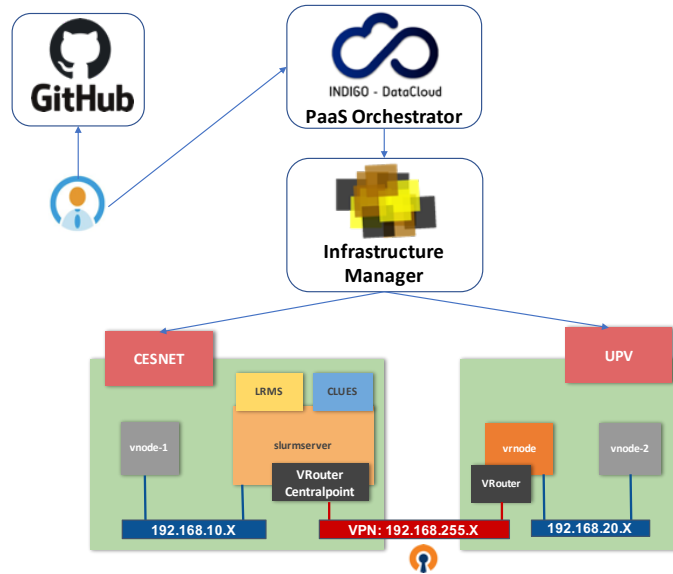 GitHub
INDIGO - DataCloud
PaaS Orchestrator
Infrastructure
Manager
CESNET
UPV
LRMS
CLUES
vnode-1
slurmserver
vrnode
vnode-2
VRouter
Centralpoint
VRouter
192.168.10.X
VPN: 192.168.255.X
192.168.20.X